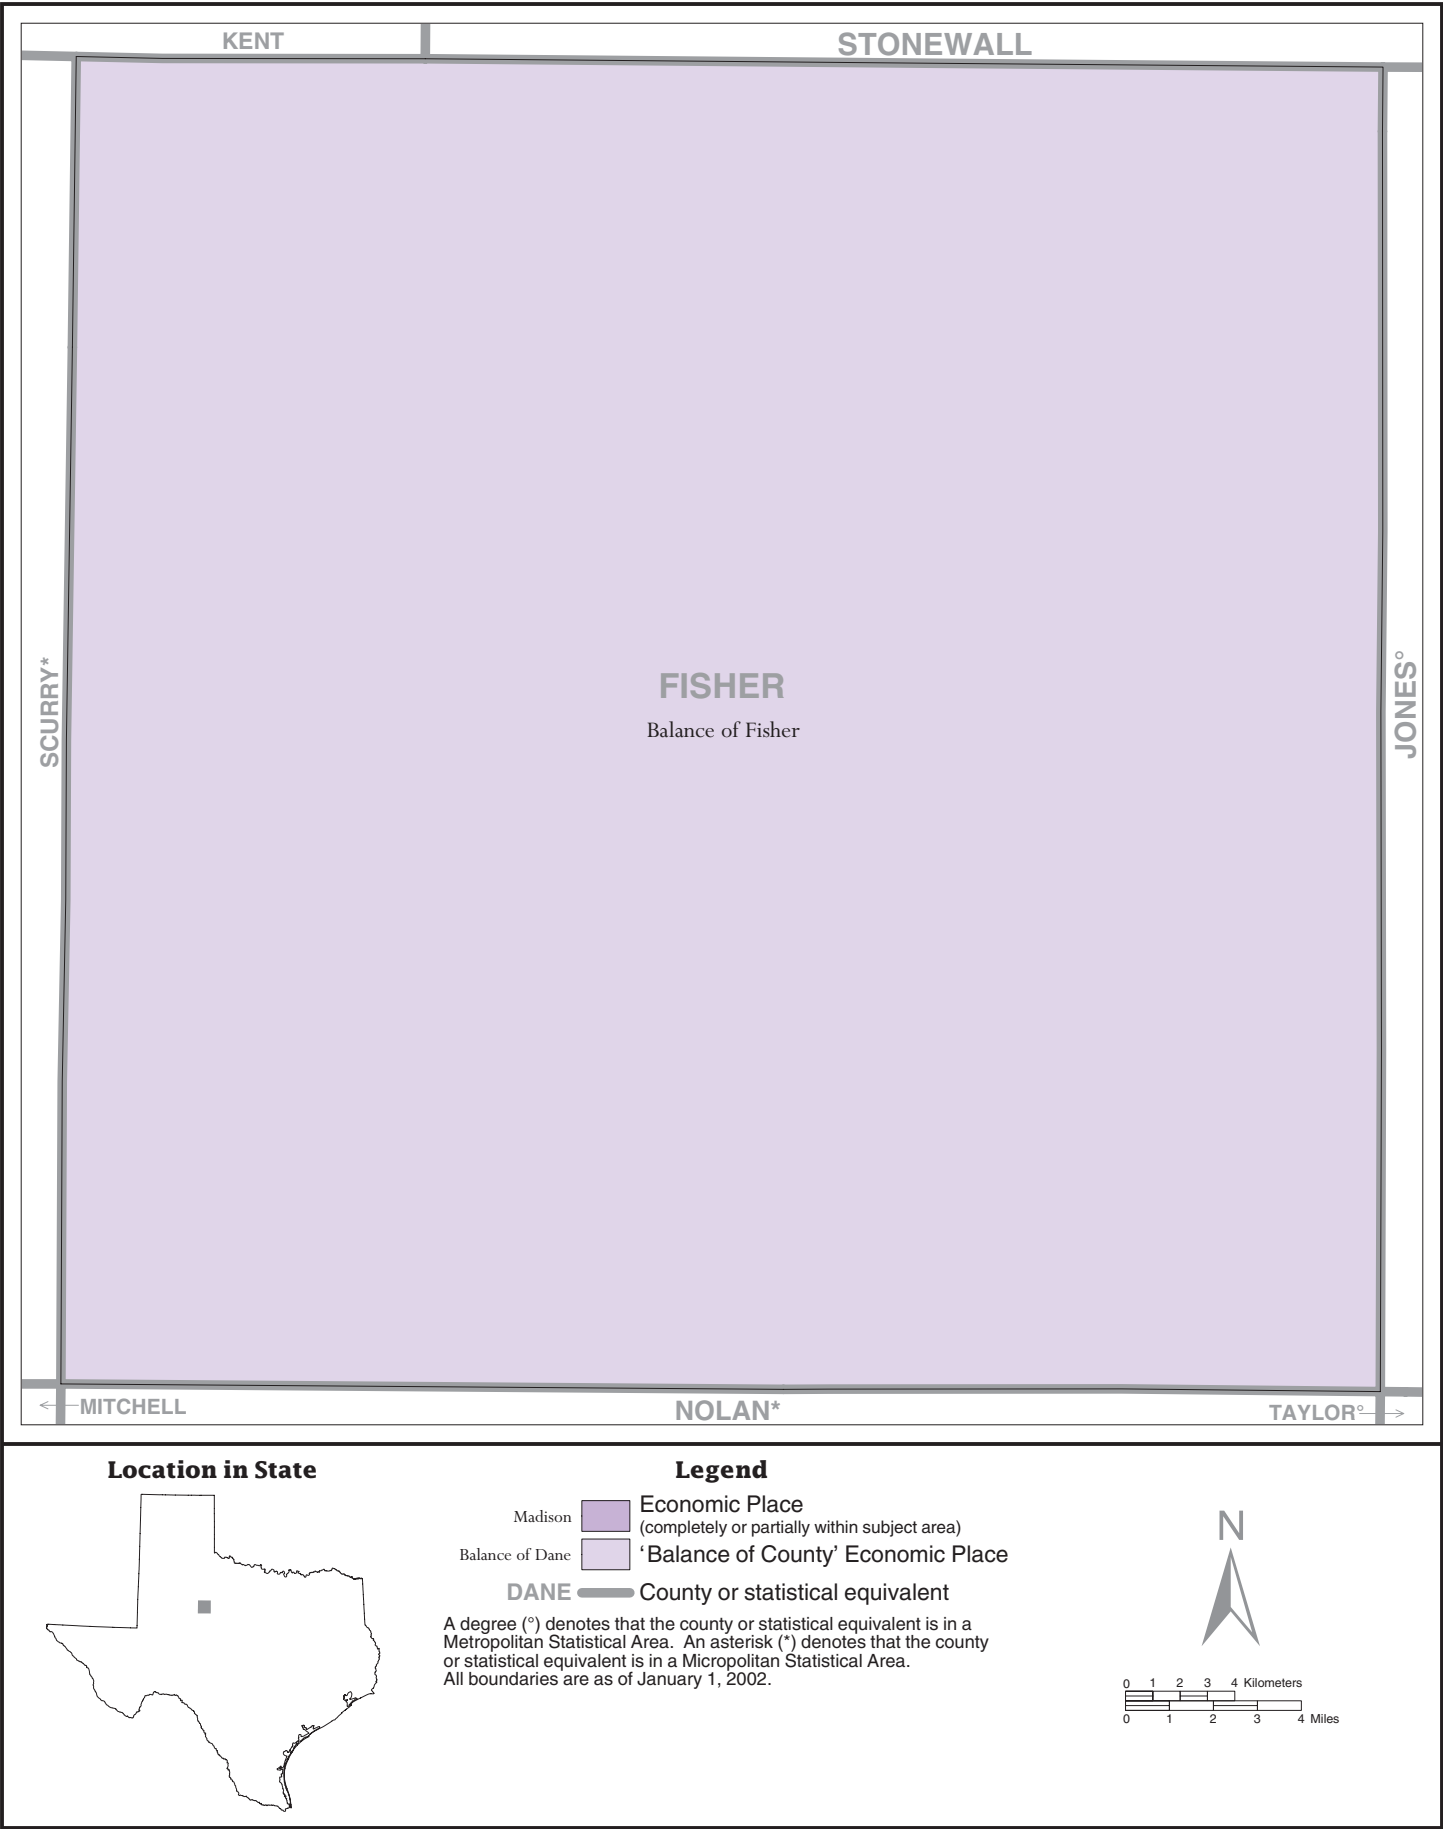 KENT
STONEWALL
SCURRY*
JONES°
FISHER
Balance of Fisher
MITCHELL
NOLAN*
TAYLOR°
Location in State
Legend
Madison
Economic Place
(completely or partially within subject area)
Balance of Dane
‘Balance of County’ Economic Place
DANE
County or statistical equivalent
A degree (°) denotes that the county or statistical equivalent is in a
Metropolitan Statistical Area. An asterisk (*) denotes that the county
or statistical equivalent is in a Micropolitan Statistical Area.
All boundaries are as of January 1, 2002.
N
0 1 2 3 4 Kilometers
0 1 2 3 4 Miles